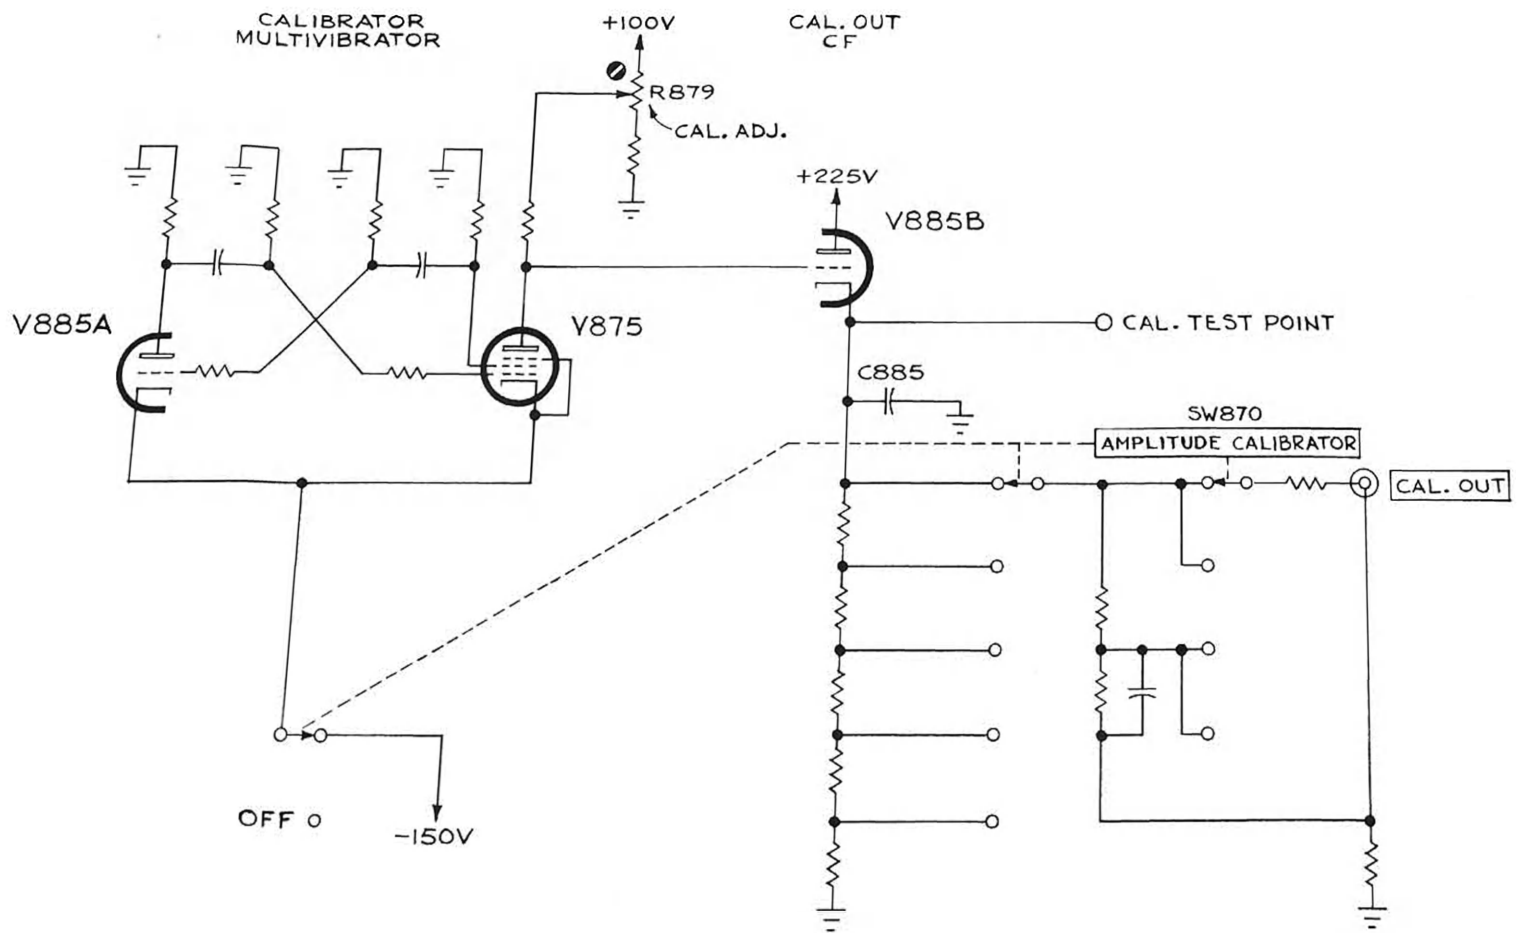 CALIBRATOR
MULTIVIBRATOR
+100V
CAL. OUT
CF
R879
CAL. ADJ.
+225V
V885B
V885A
V875
CAL. TEST POINT
C885
SW870
AMPLITUDE CALIBRATOR
CAL. OUT
OFF
-150V